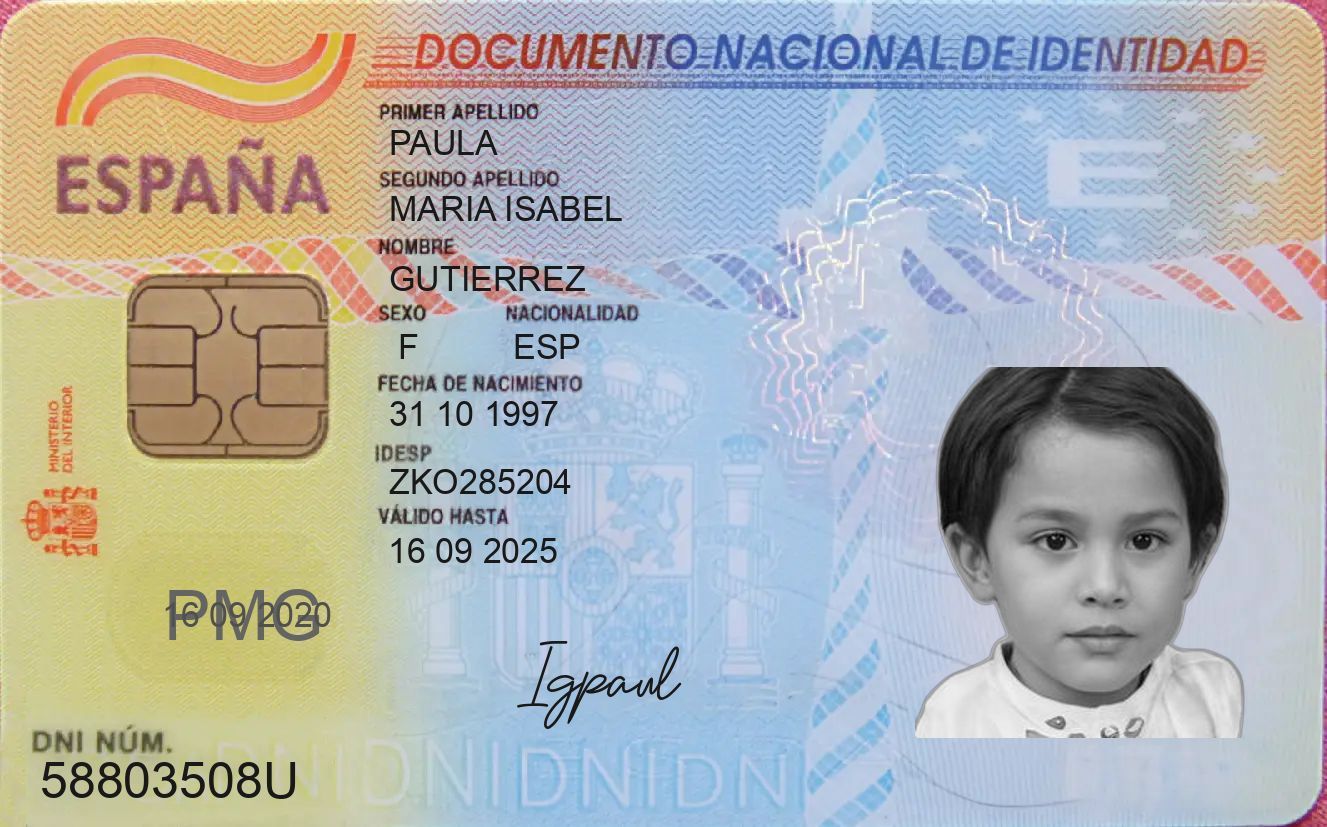 DOCUMENTO NACIONAL DE IDENTIDAD
ESPAÑA
PRIMER APELLIDO
PAULA
SEGUNDO APELLIDO
MARIA ISABEL
NOMBRE
GUTIERREZ
SEXO NACIONALIDAD
F ESP
FECHA DE NACIMIENTO
31 10 1997
IDESP
ZKO285204
VÁLIDO HASTA
16 09 2025
MINISTERIO
DEL INTERIOR
E
16 09 2020
PMG
Igpaul
DNI NÚM.
58803508U
DNIDNIDNIDN